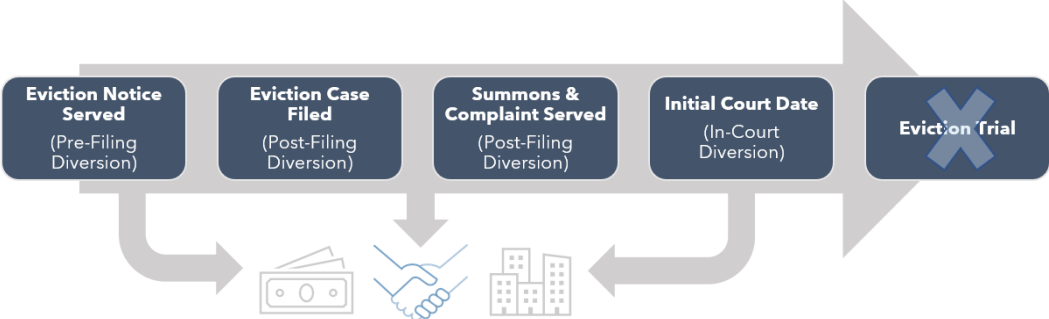 Eviction Notice
Served
(Pre-Filing
Diversion)
Eviction Case
Filed
(Post-Filing
Diversion)
Summons &
Complaint Served
(Post-Filing
Diversion)
Initial Court Date
(In-Court
Diversion)
Eviction Trial